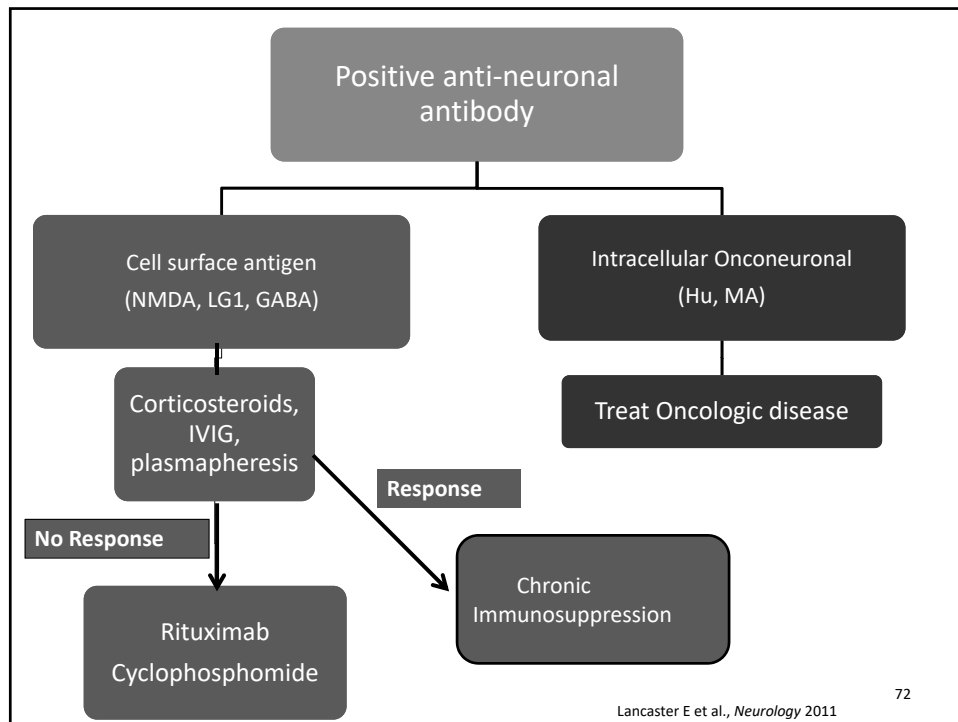 Positive anti-neuronal
antibody
Cell surface antigen
(NMDA, LG1, GABA)
Intracellular Onconeuronal
(Hu, MA)
Corticosteroids,
IVIG,
plasmapheresis
Treat Oncologic disease
Response
No Response
Chronic
Immunosuppression
Rituximab
Cyclophosphomide
72
Lancaster E et al., Neurology 2011